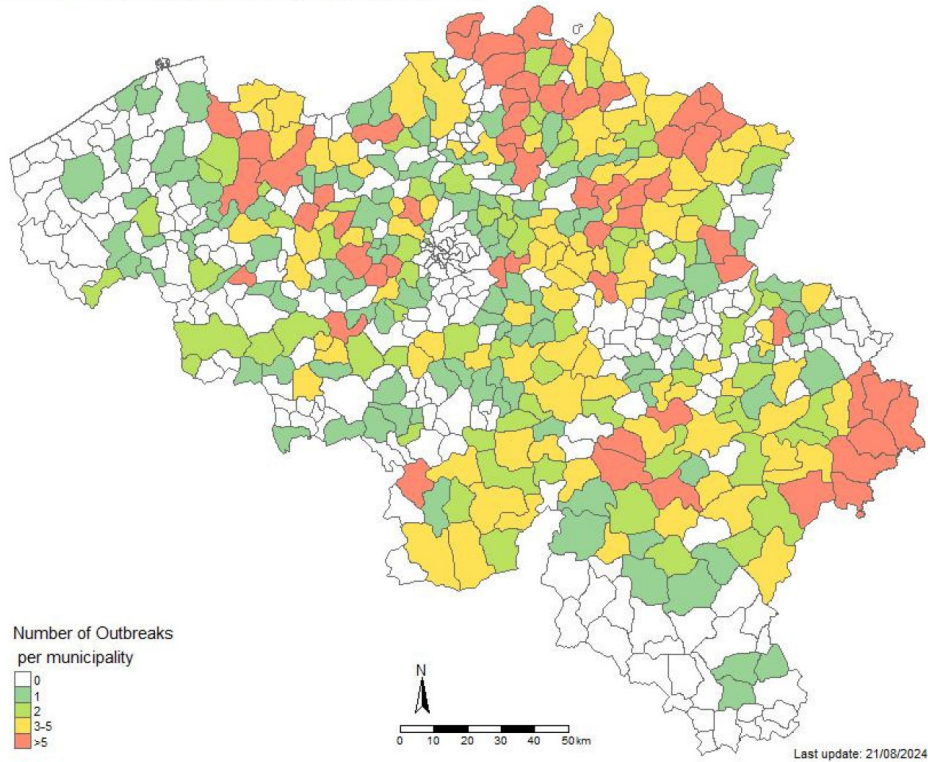 Number of Outbreaks
per municipality
0
1
2
3-5
>5
N
0 10 20 30 40 50 km
Last update: 21/08/2024